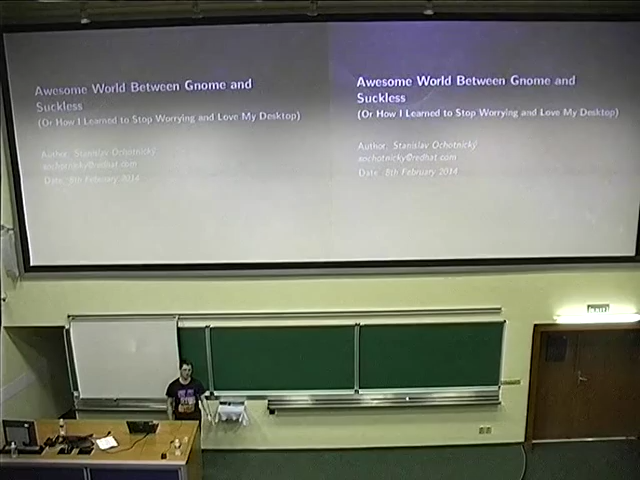 Awesome World Between Gnome and
Suckless
(Or How I Learned to Stop Worrying and Love My Desktop)
Author: Stanislav Ochotnický
sochotnicky@redhat.com
Date: 8th February 2014
Awesome World Between Gnome and
Suckless
(Or How I Learned to Stop Worrying and Love My Desktop)
Author: Stanislav Ochotnický
sochotnicky@redhat.com
Date: 8th February 2014